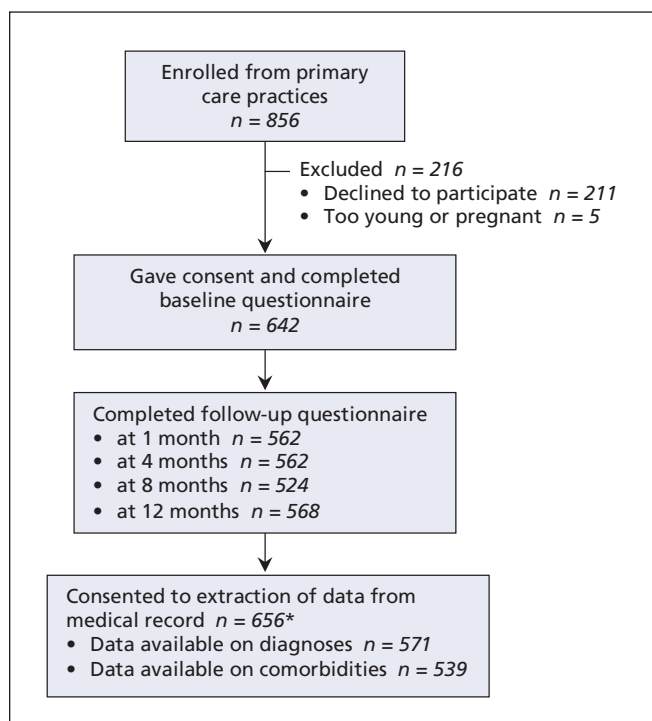 Enrolled from primary
care practices
n = 856
Excluded n = 216
• Declined to participate n = 211
• Too young or pregnant n = 5
Gave consent and completed
baseline questionnaire
n = 642
Completed follow-up questionnaire
• at 1 month n = 562
• at 4 months n = 562
• at 8 months n = 524
• at 12 months n = 568
Consented to extraction of data from
medical record n = 656*
• Data available on diagnoses n = 571
• Data available on comorbidities n = 539